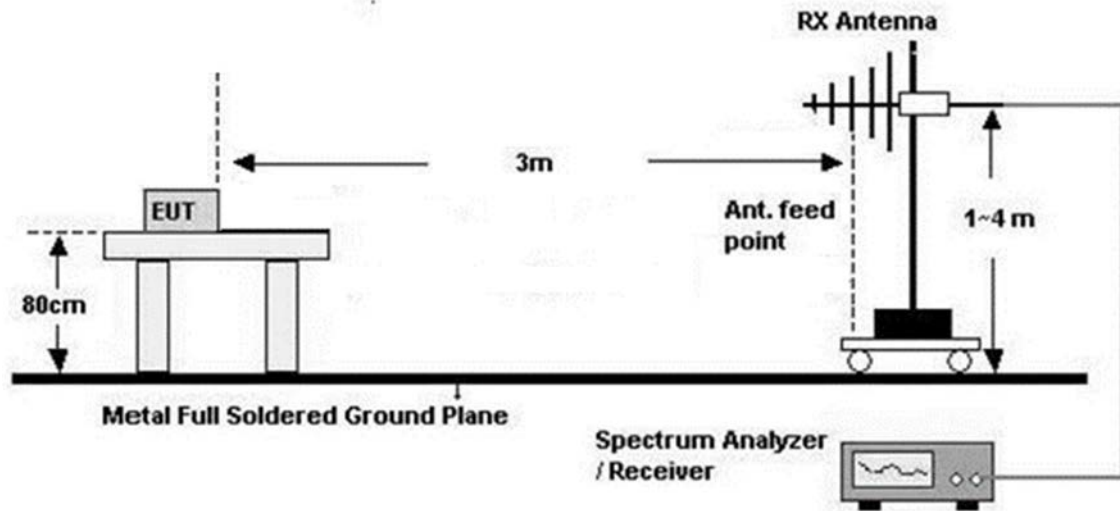 RX Antenna
3m
EUT
Ant. feed
point
1~4 m
80cm
Metal Full Soldered Ground Plane
Spectrum Analyzer
/ Receiver